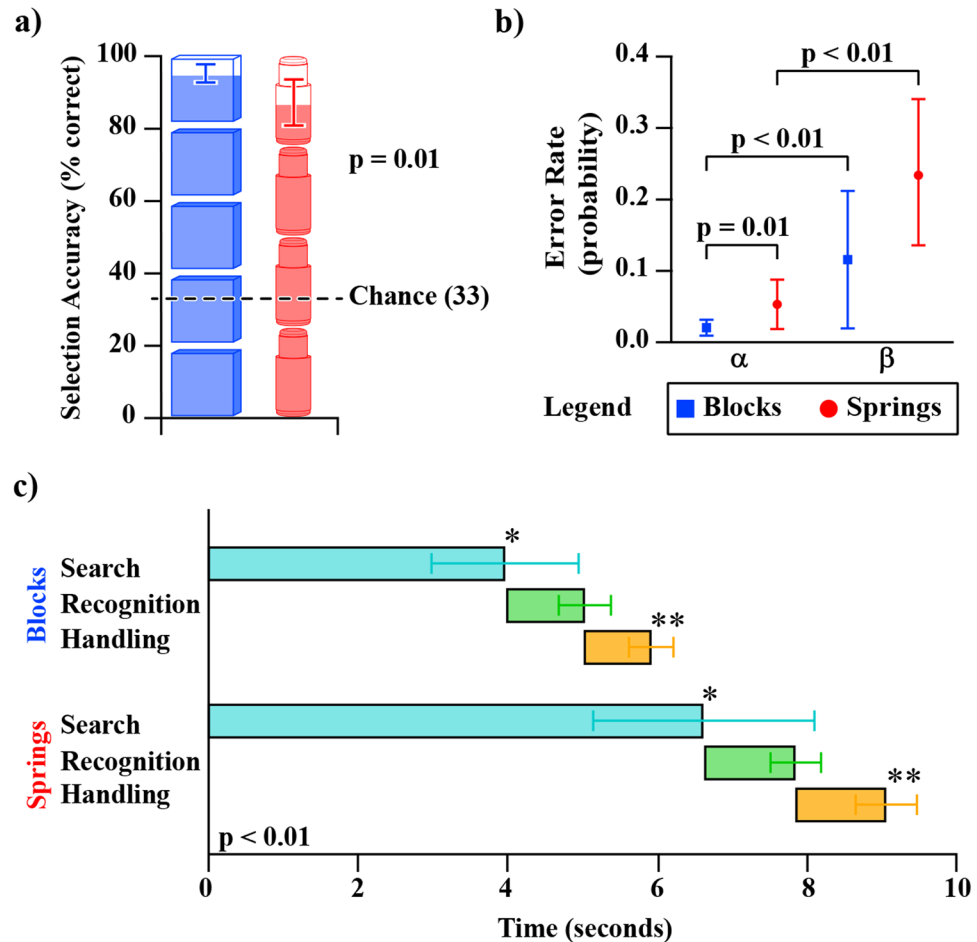 a)
Selection Accuracy (% correct)
100
80
60
40
20
0
p = 0.01
Chance (33)
b)
Error Rate
(probability)
0.4
0.3
0.2
0.1
0.0
p < 0.01
p < 0.01
p = 0.01
α
β
Legend
Blocks
Springs
c)
Blocks
Search
*
Recognition
Handling
**
Springs
Search
*
Recognition
Handling
**
p < 0.01
0
2
4
6
8
10
Time (seconds)